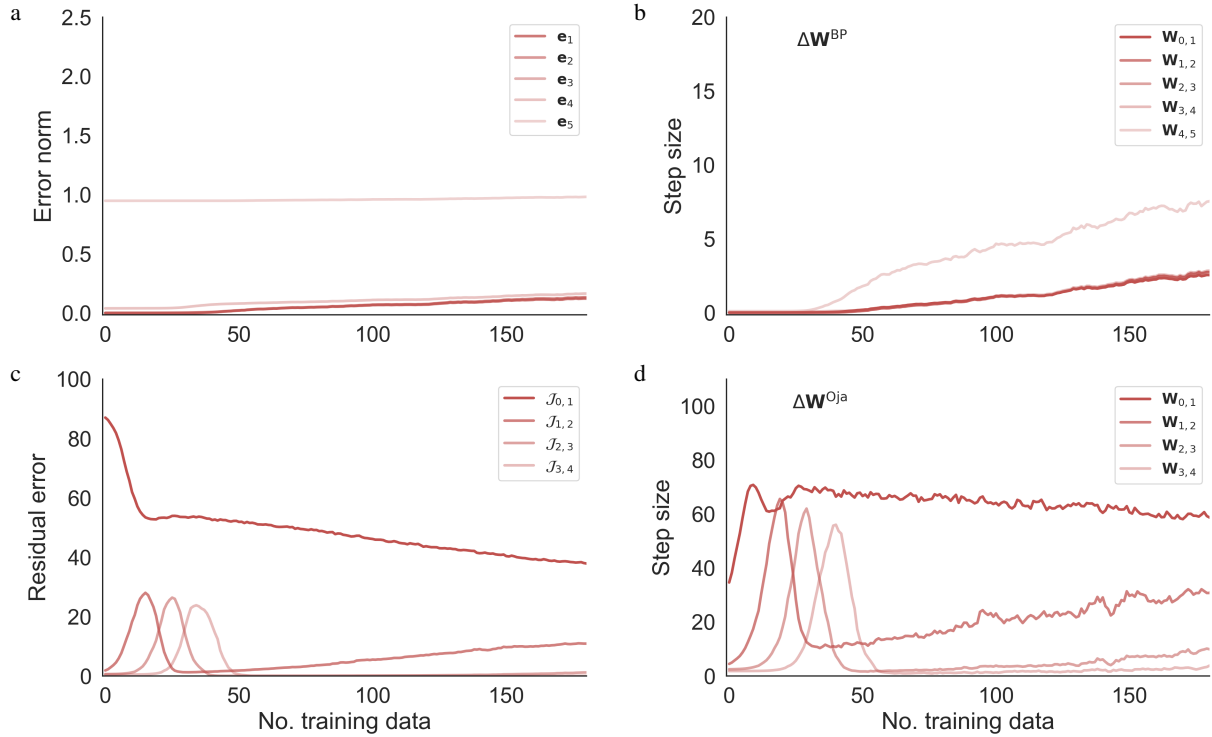 a
2.5
2.0
1.5
1.0
0.5
0.0
Error norm
0 50 100 150
e₁
e₂
e₃
e₄
e₅
b
20
15
10
5
0
Step size
ΔW^BP
0 50 100 150
W₀,₁
W₁,₂
W₂,₃
W₃,₄
W₄,₅
c
100
80
60
40
20
0
Residual error
0 50 100 150
No. training data
𝒥₀,₁
𝒥₁,₂
𝒥₂,₃
𝒥₃,₄
d
100
80
60
40
20
0
Step size
ΔW^Oja
0 50 100 150
No. training data
W₀,₁
W₁,₂
W₂,₃
W₃,₄